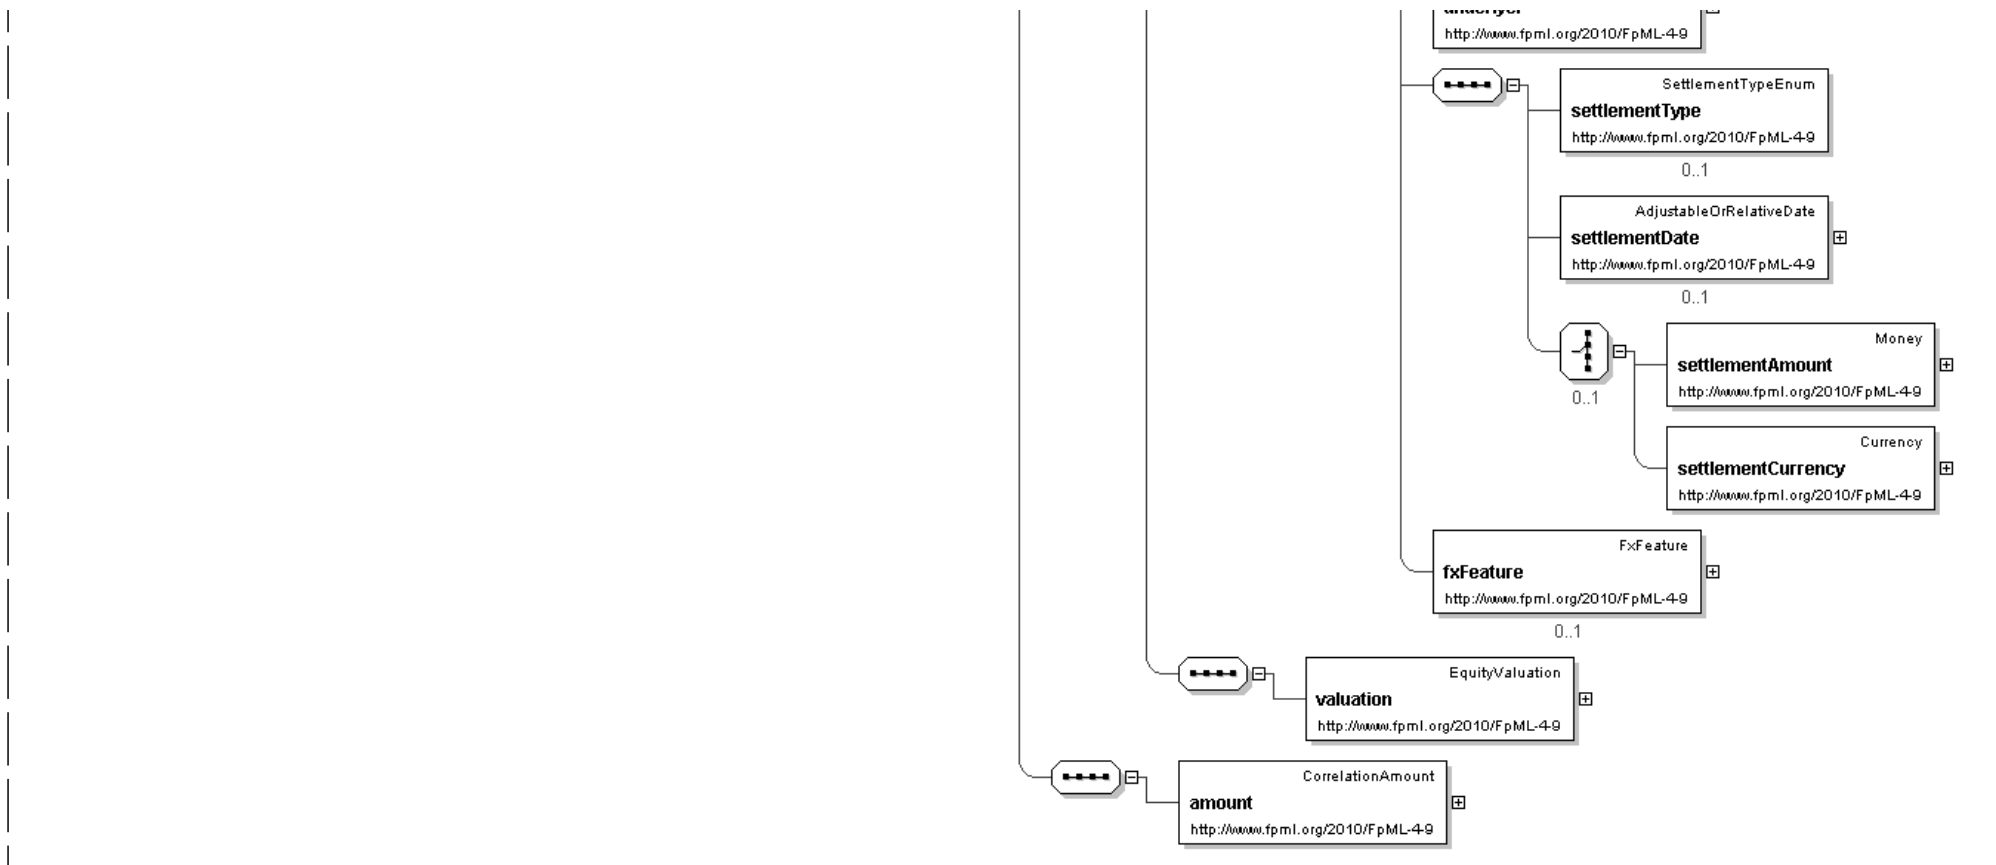 underlyer
http://www.fpml.org/2010/FpML-4-9
SettlementTypeEnum
settlementType
http://www.fpml.org/2010/FpML-4-9
0..1
AdjustableOrRelativeDate
settlementDate
http://www.fpml.org/2010/FpML-4-9
0..1
0..1
Money
settlementAmount
http://www.fpml.org/2010/FpML-4-9
Currency
settlementCurrency
http://www.fpml.org/2010/FpML-4-9
FxFeature
fxFeature
http://www.fpml.org/2010/FpML-4-9
0..1
EquityValuation
valuation
http://www.fpml.org/2010/FpML-4-9
CorrelationAmount
amount
http://www.fpml.org/2010/FpML-4-9